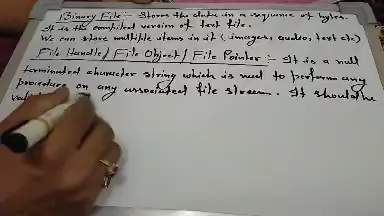 Binary File :- Stores the data in a sequence of bytes.
It is the compiled version of text file.
We can store multiple items in it (images, audio, text etc)
File Handle / File Object / File Pointer :- It is a null
terminated character string which is used to perform any
procedure on any associated file stream. It should be